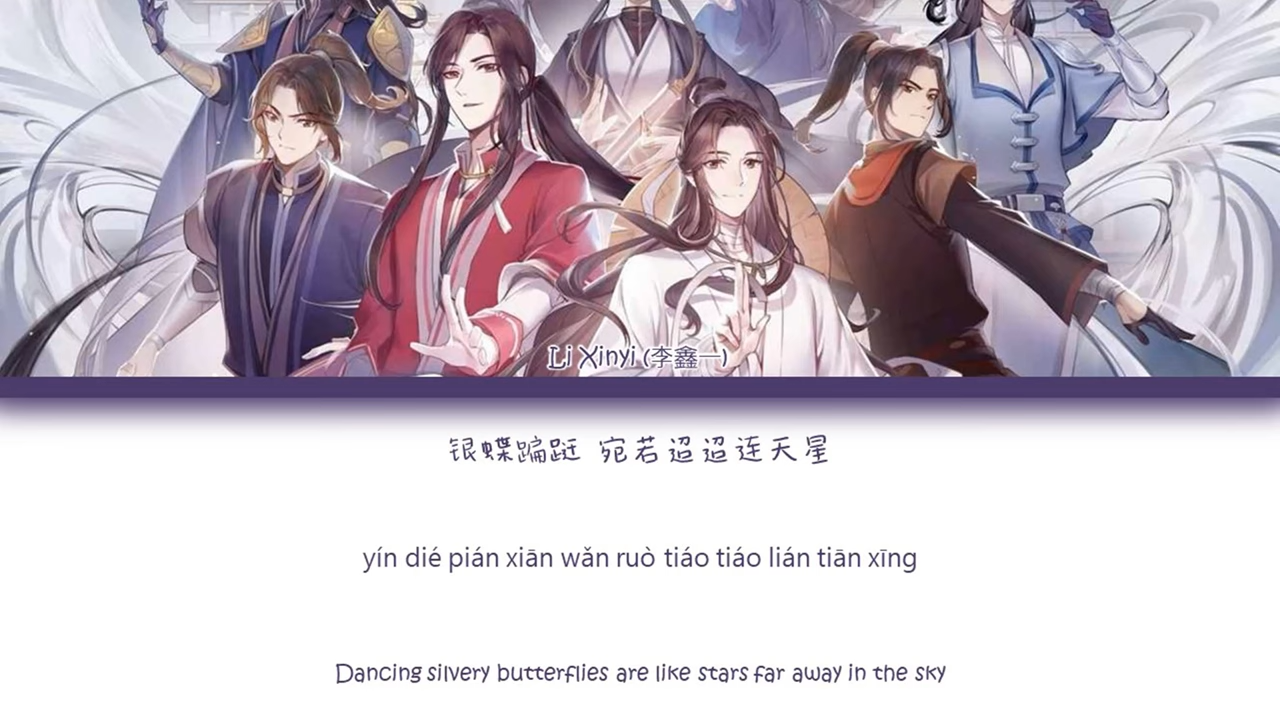 Li Xinyi (李鑫一)
银蝶蹁跹 宛若迢迢连天星
yín dié pián xiān wǎn ruò tiáo tiáo lián tiān xīng
Dancing silvery butterflies are like stars far away in the sky